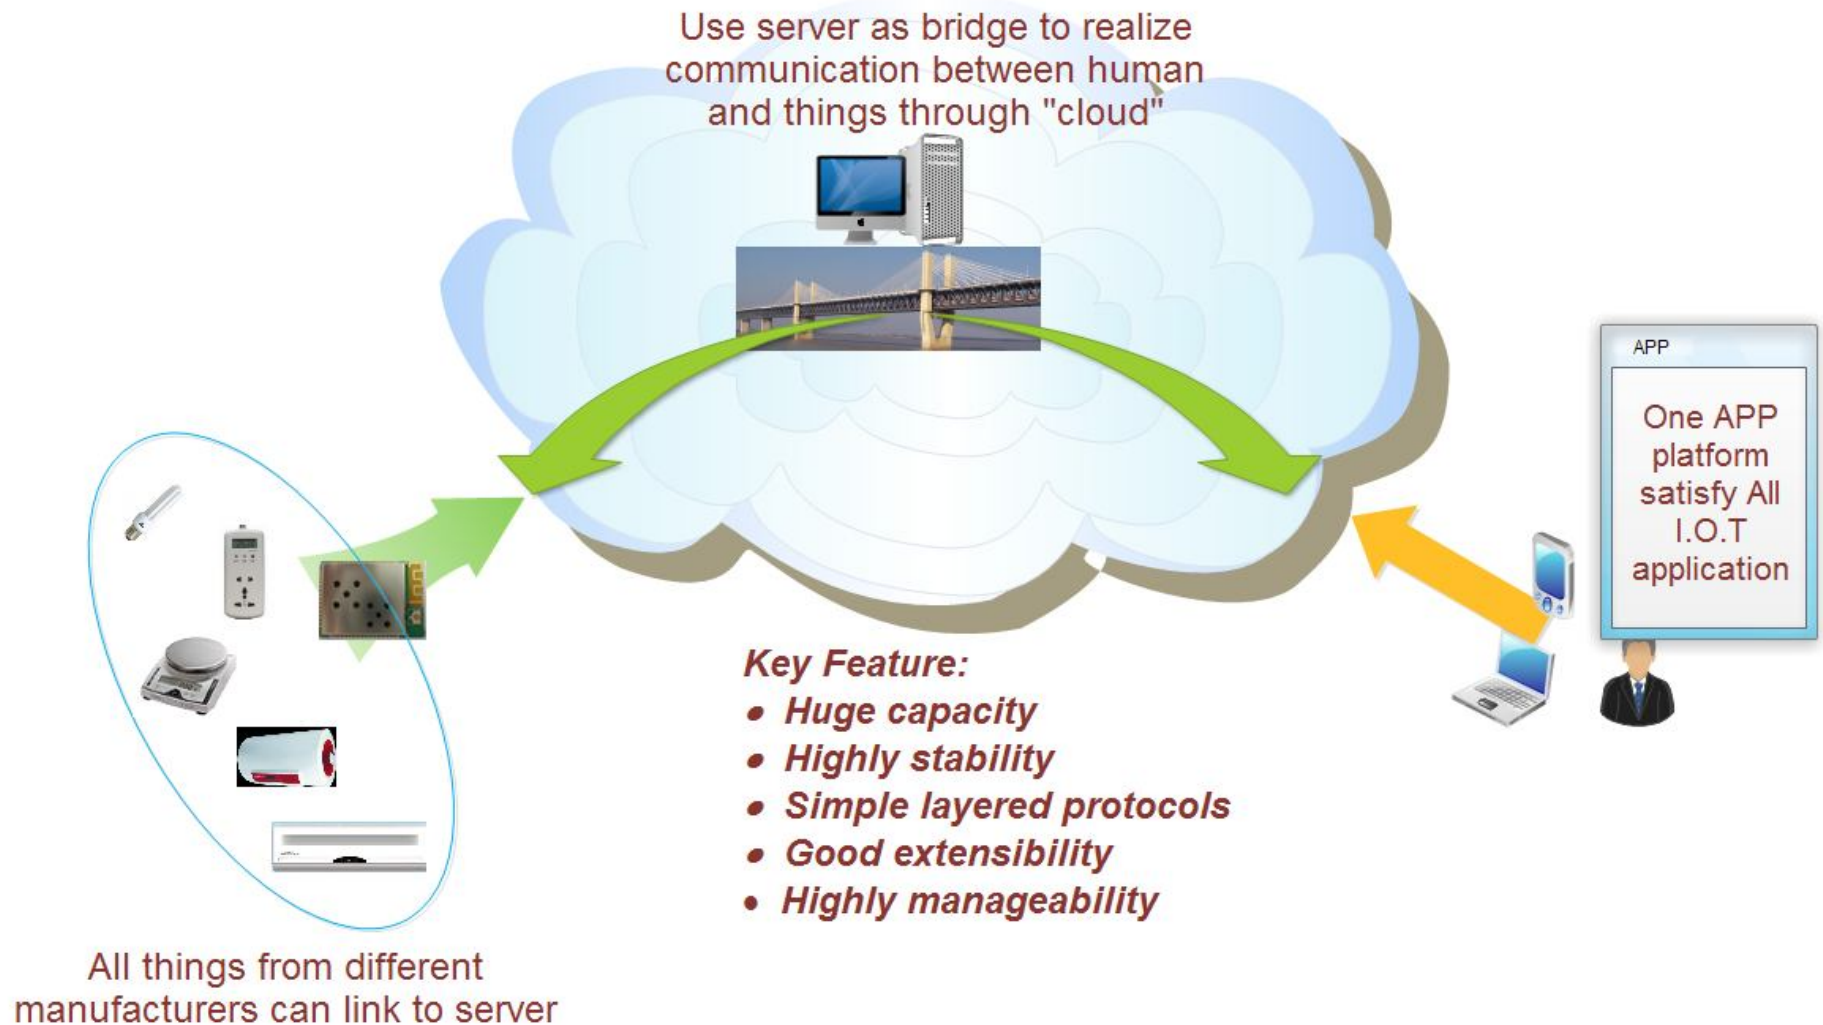 Use server as bridge to realize
communication between human
and things through "cloud"
APP
One APP
platform
satisfy All
I.O.T
application
Key Feature:
● Huge capacity
● Highly stability
● Simple layered protocols
● Good extensibility
● Highly manageability
All things from different
manufacturers can link to server